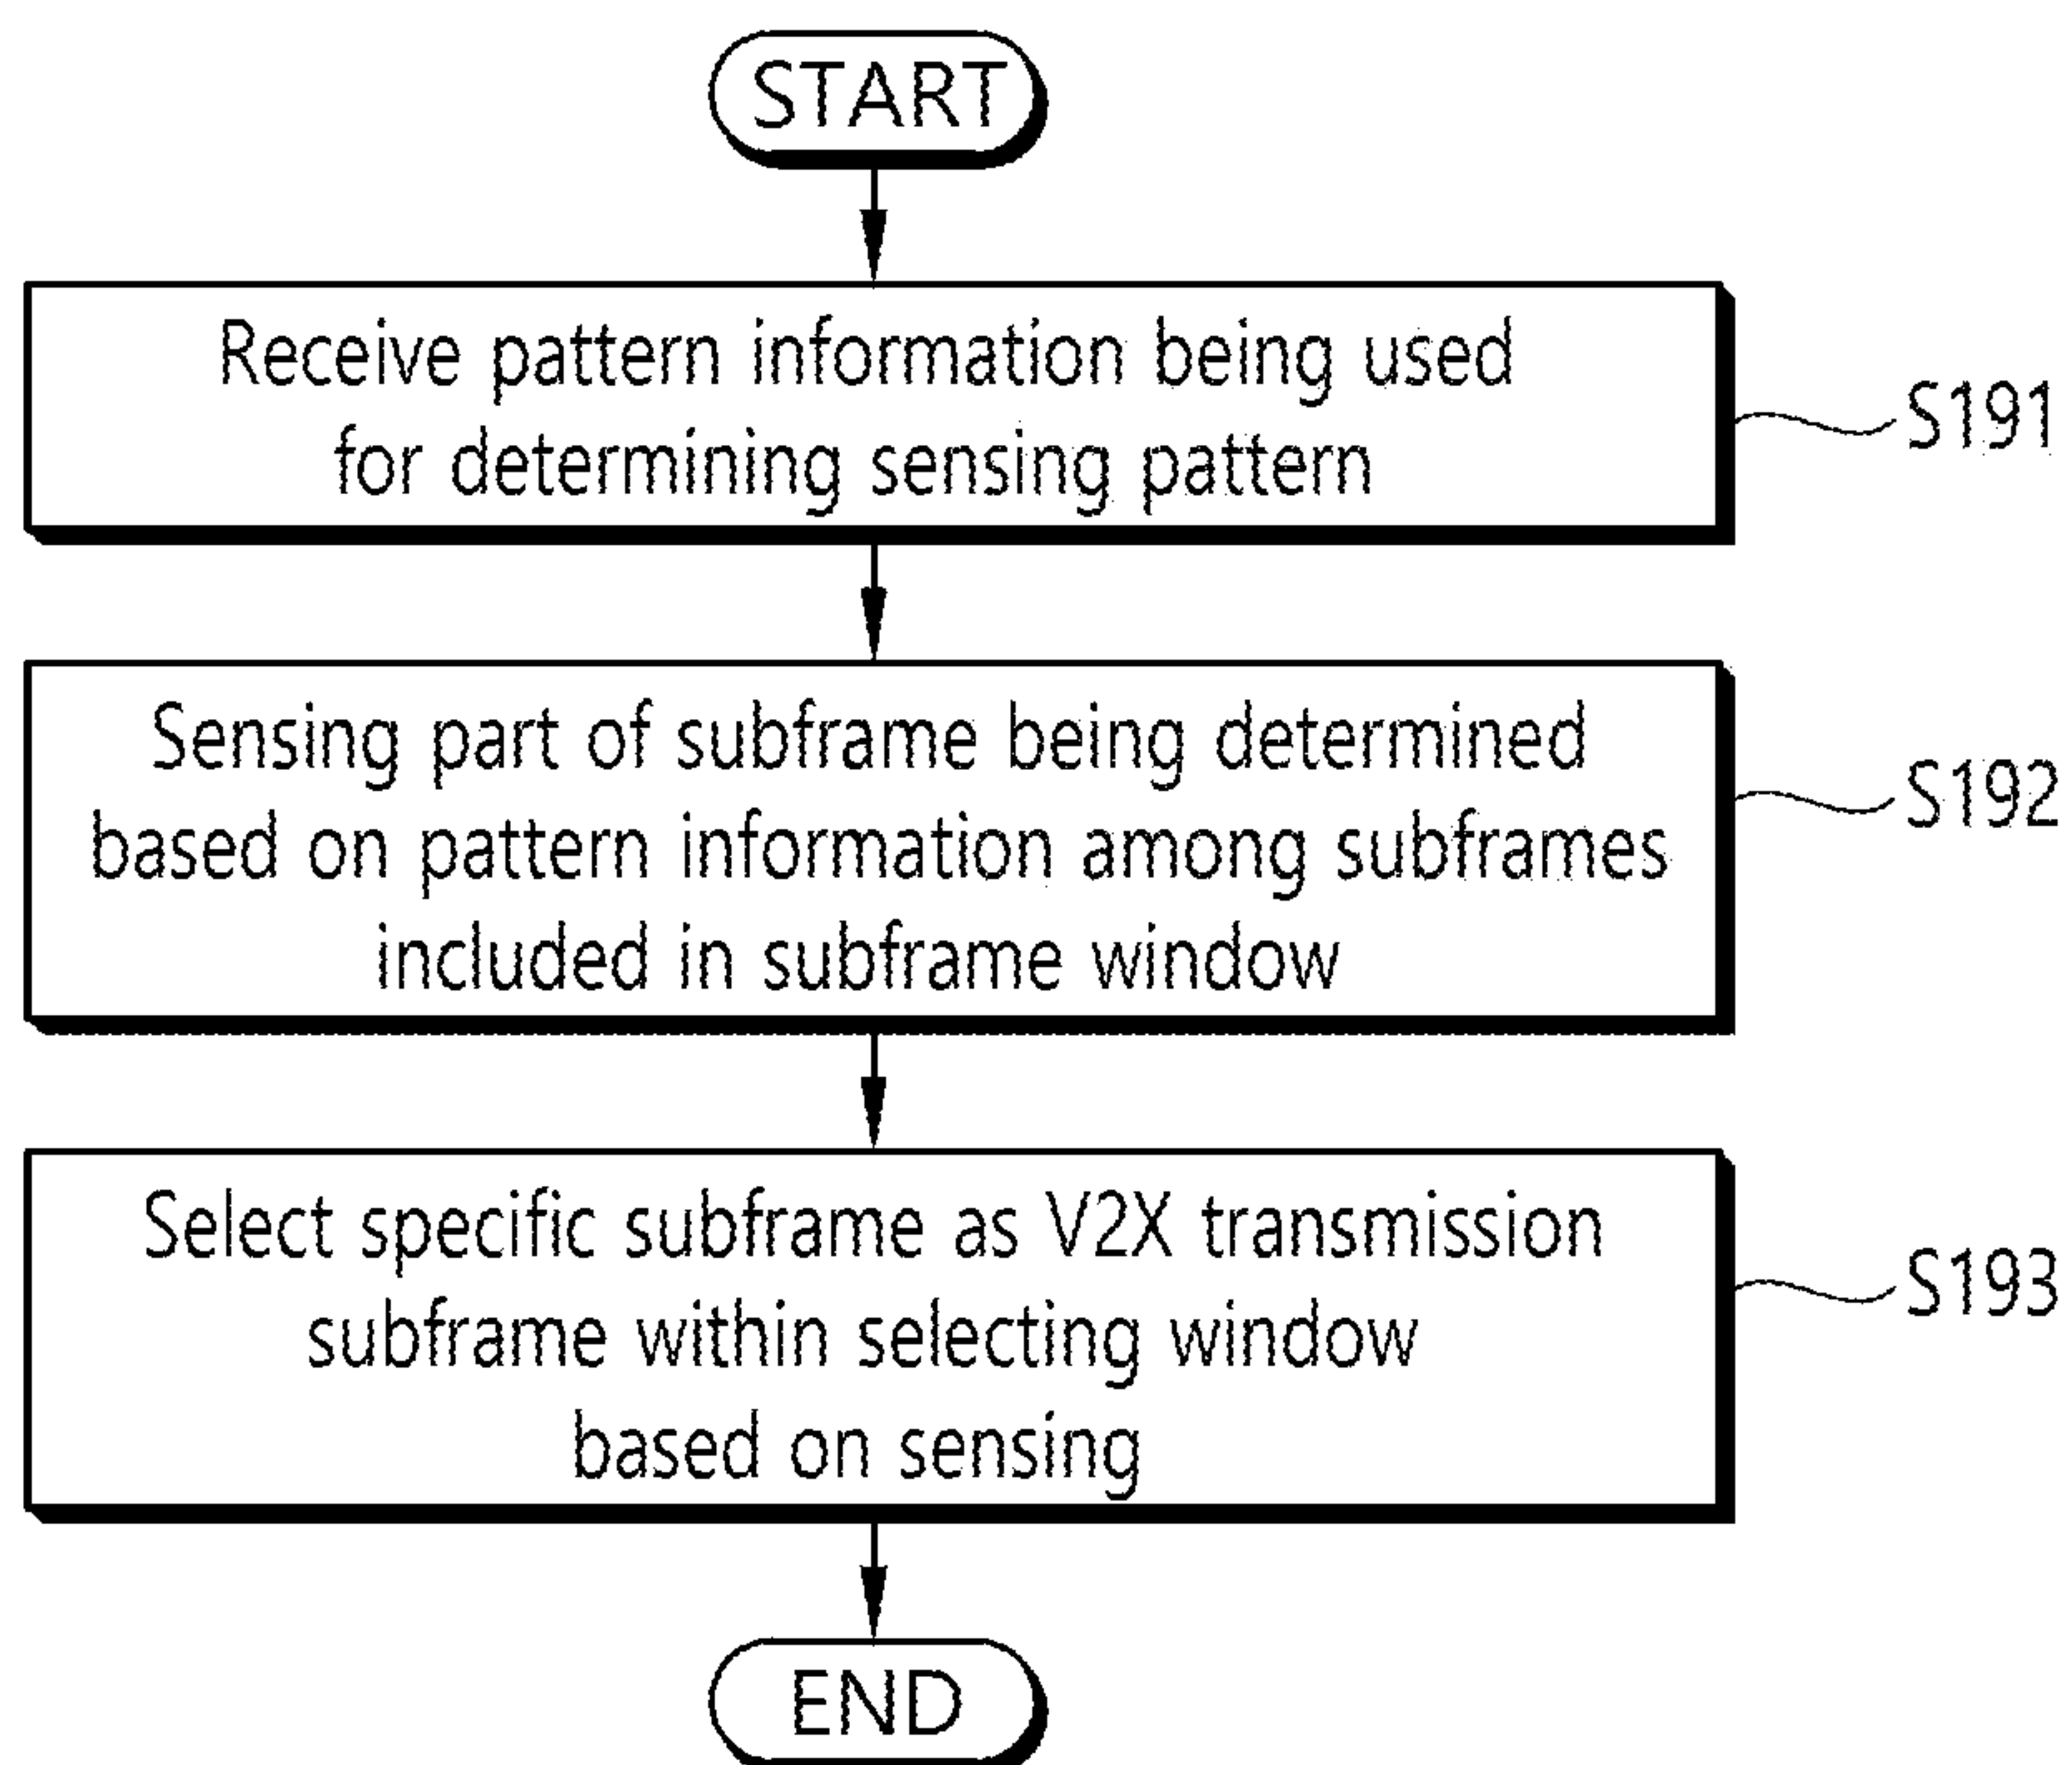 START
Receive pattern information being used
for determining sensing pattern
S191
Sensing part of subframe being determined
based on pattern information among subframes
included in subframe window
S192
Select specific subframe as V2X transmission
subframe within selecting window
based on sensing
S193
END